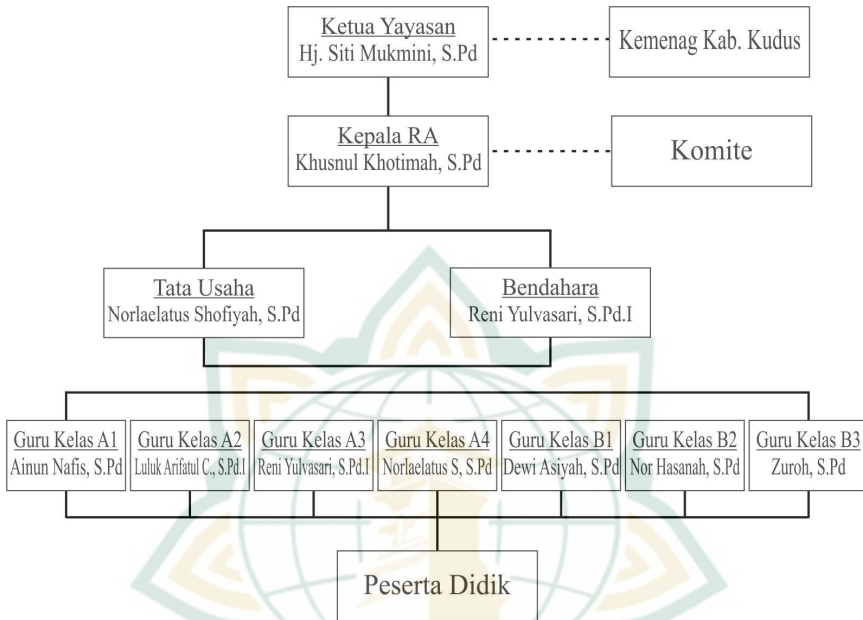 Ketua Yayasan
Hj. Siti Mukmini, S.Pd
Kemenag Kab. Kudus
Kepala RA
Khusnul Khotimah, S.Pd
Komite
Tata Usaha
Norlaelatus Shofiyah, S.Pd
Bendahara
Reni Yulvasari, S.Pd.I
Guru Kelas A1
Ainun Nafis, S.Pd
Guru Kelas A2
Luluk Arifatul C., S.Pd.I
Guru Kelas A3
Reni Yulvasari, S.Pd.I
Guru Kelas A4
Norlaelatus S, S.Pd
Guru Kelas B1
Dewi Asiyah, S.Pd
Guru Kelas B2
Nor Hasanah, S.Pd
Guru Kelas B3
Zuroh, S.Pd
Peserta Didik